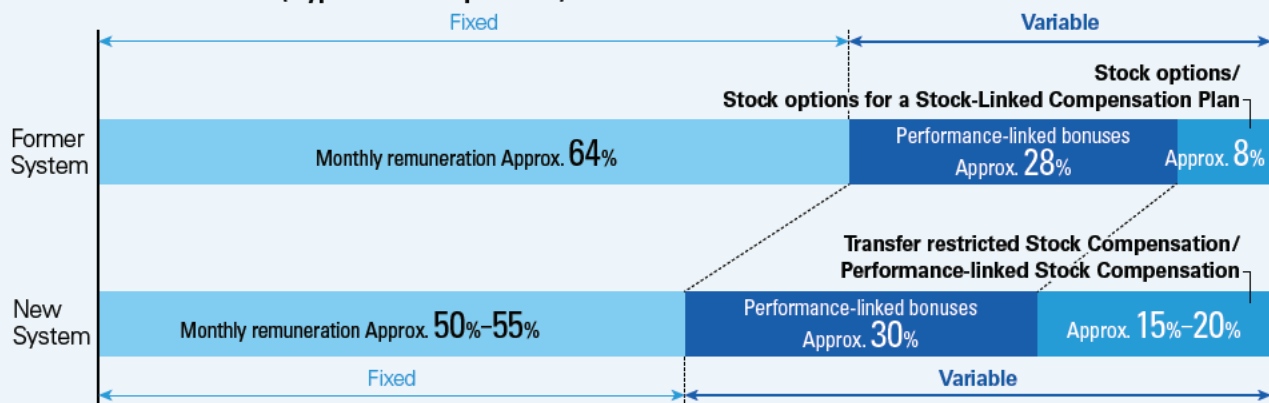 Fixed
Variable
Stock options/
Stock options for a Stock-Linked Compensation Plan
Former
System
Monthly remuneration Approx. 64%
Performance-linked bonuses
Approx. 28%
Approx. 8%
Transfer restricted Stock Compensation/
Performance-linked Stock Compensation
New
System
Monthly remuneration Approx. 50%–55%
Performance-linked bonuses
Approx. 30%
Approx. 15%–20%
Fixed
Variable